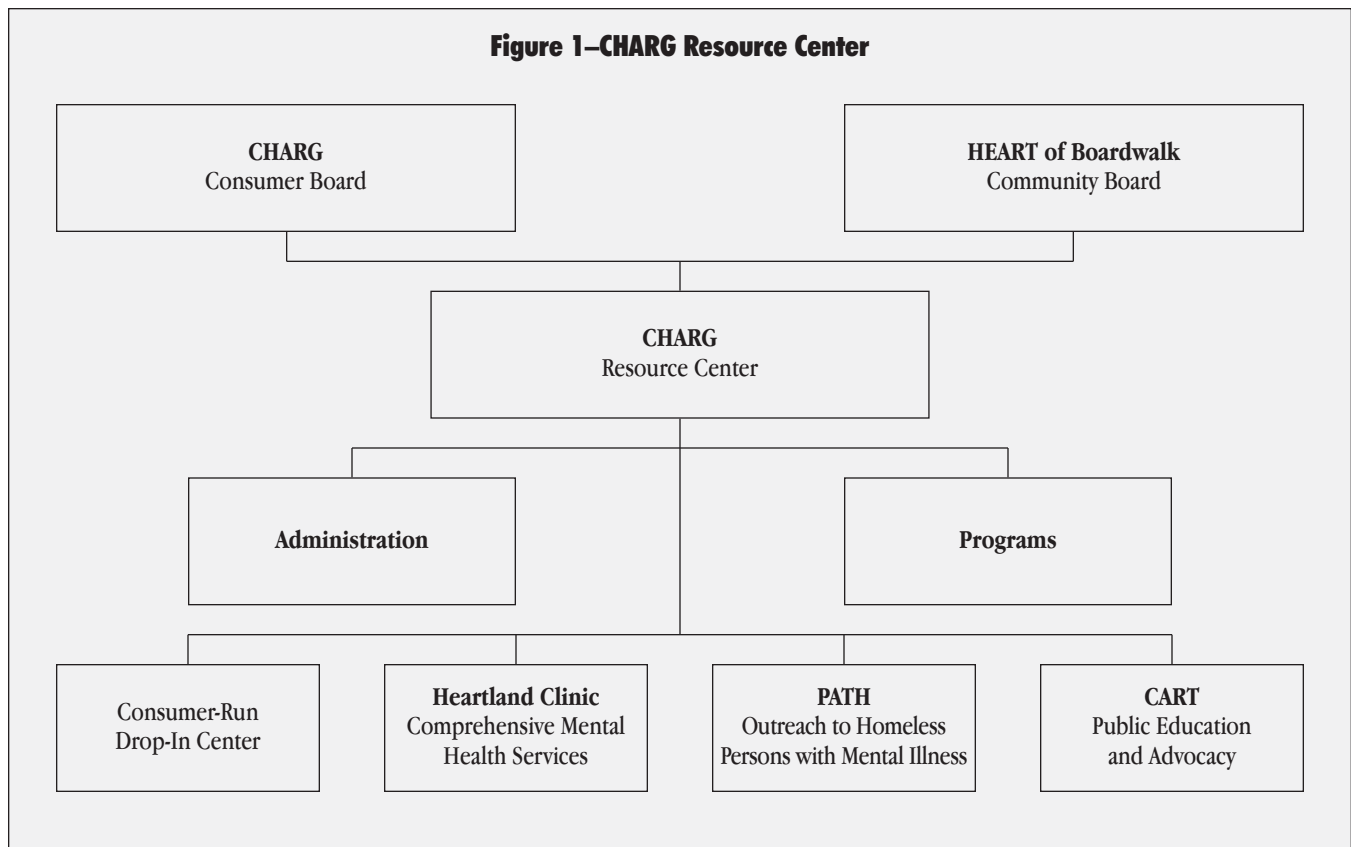 Figure 1–CHARG Resource Center
CHARG
Consumer Board
HEART of Boardwalk
Community Board
CHARG
Resource Center
Administration
Programs
Consumer-Run
Drop-In Center
Heartland Clinic
Comprehensive Mental
Health Services
PATH
Outreach to Homeless
Persons with Mental Illness
CART
Public Education
and Advocacy